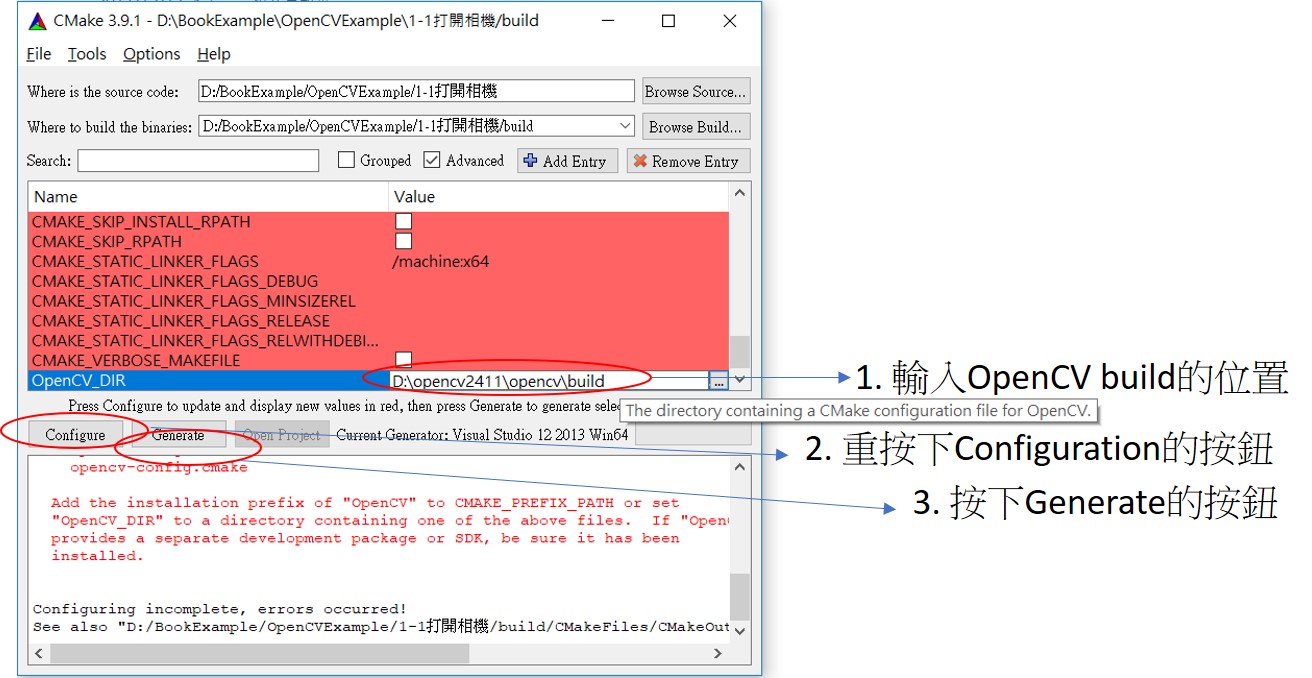 CMake 3.9.1 - D:\BookExample\OpenCVExample\1-1打開相機/build
File Tools Options Help
Where is the source code: D:/BookExample/OpenCVExample/1-1打開相機 Browse Source...
Where to build the binaries: D:/BookExample/OpenCVExample/1-1打開相機/build Browse Build...
Search: Grouped Advanced Add Entry Remove Entry
Name Value
CMAKE_SKIP_INSTALL_RPATH
CMAKE_SKIP_RPATH
CMAKE_STATIC_LINKER_FLAGS /machine:x64
CMAKE_STATIC_LINKER_FLAGS_DEBUG
CMAKE_STATIC_LINKER_FLAGS_MINSIZEREL
CMAKE_STATIC_LINKER_FLAGS_RELEASE
CMAKE_STATIC_LINKER_FLAGS_RELWITHDEBI...
CMAKE_VERBOSE_MAKEFILE
OpenCV_DIR D:\opencv2411\opencv\build ...
1. 輸入OpenCV build的位置
Press Configure to update and display new values in red, then press Generate to generate selec
The directory containing a CMake configuration file for OpenCV.
Configure Generate Open Project Current Generator: Visual Studio 12 2013 Win64
2. 重按下Configuration的按鈕
opencv-config.cmake
3. 按下Generate的按鈕
Add the installation prefix of "OpenCV" to CMAKE_PREFIX_PATH or set
"OpenCV_DIR" to a directory containing one of the above files. If "OpenC
provides a separate development package or SDK, be sure it has been
installed.
Configuring incomplete, errors occurred!
See also "D:/BookExample/OpenCVExample/1-1打開相機/build/CMakeFiles/CMakeOut